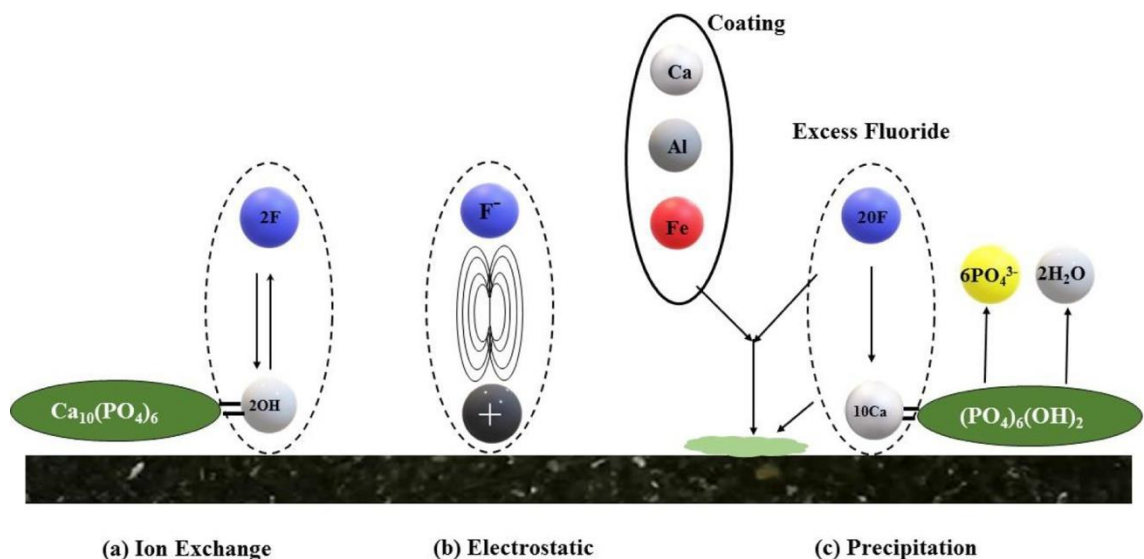 Coating
Ca
Al
Fe
Excess Fluoride
2F
F⁻
20F
6PO₄³⁻
2H₂O
Ca₁₀(PO₄)₆
2OH
+
10Ca
(PO₄)₆(OH)₂
(a) Ion Exchange
(b) Electrostatic
(c) Precipitation